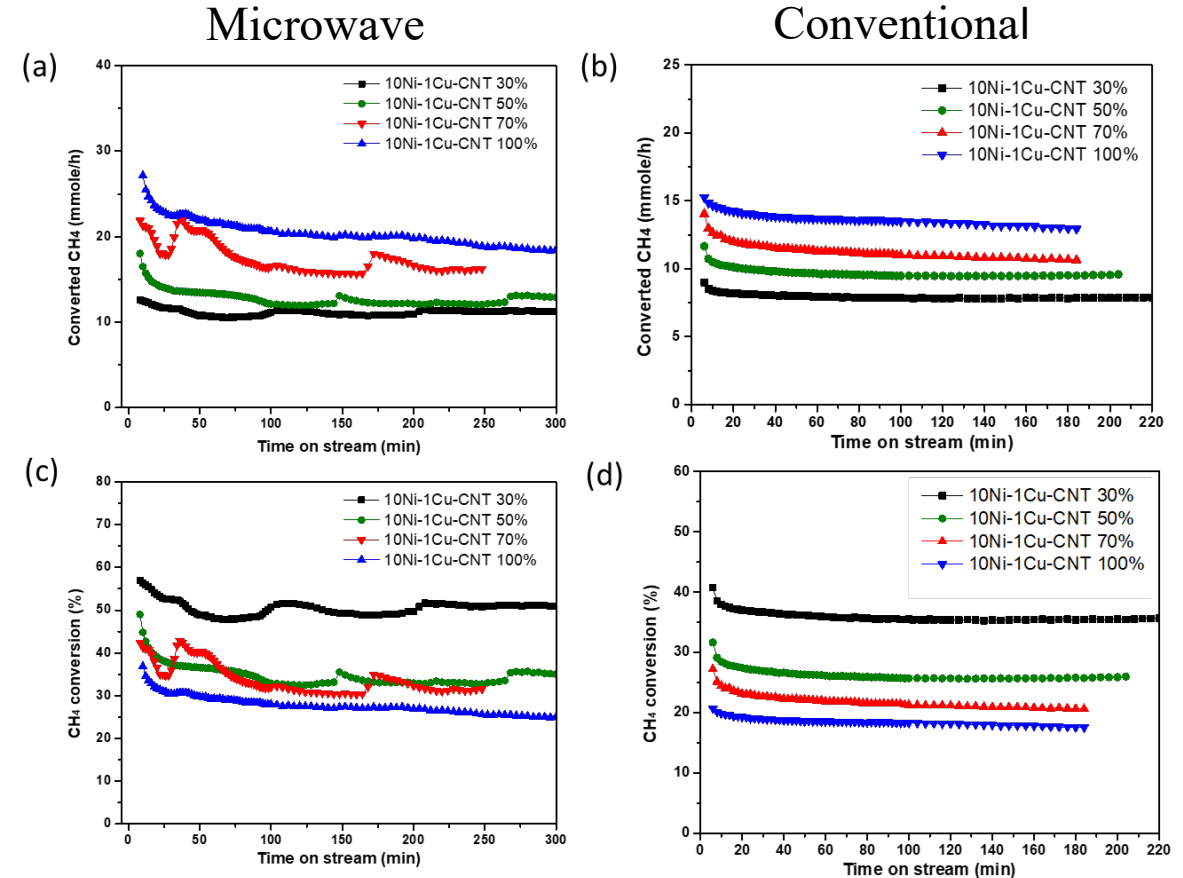 Microwave
Conventional
(a)
40
30
20
10
0
Converted CH4 (mmole/h)
10Ni-1Cu-CNT 30%
10Ni-1Cu-CNT 50%
10Ni-1Cu-CNT 70%
10Ni-1Cu-CNT 100%
0 50 100 150 200 250 300
Time on stream (min)
(b)
25
20
15
10
5
0
Converted CH4 (mmole/h)
10Ni-1Cu-CNT 30%
10Ni-1Cu-CNT 50%
10Ni-1Cu-CNT 70%
10Ni-1Cu-CNT 100%
0 20 40 60 80 100 120 140 160 180 200 220
Time on stream (min)
(c)
80
70
60
50
40
30
20
10
0
CH₄ conversion (%)
10Ni-1Cu-CNT 30%
10Ni-1Cu-CNT 50%
10Ni-1Cu-CNT 70%
10Ni-1Cu-CNT 100%
0 50 100 150 200 250 300
Time on stream (min)
(d)
60
50
40
30
20
10
0
CH₄ conversion (%)
10Ni-1Cu-CNT 30%
10Ni-1Cu-CNT 50%
10Ni-1Cu-CNT 70%
10Ni-1Cu-CNT 100%
0 20 40 60 80 100 120 140 160 180 200 220
Time on stream (min)